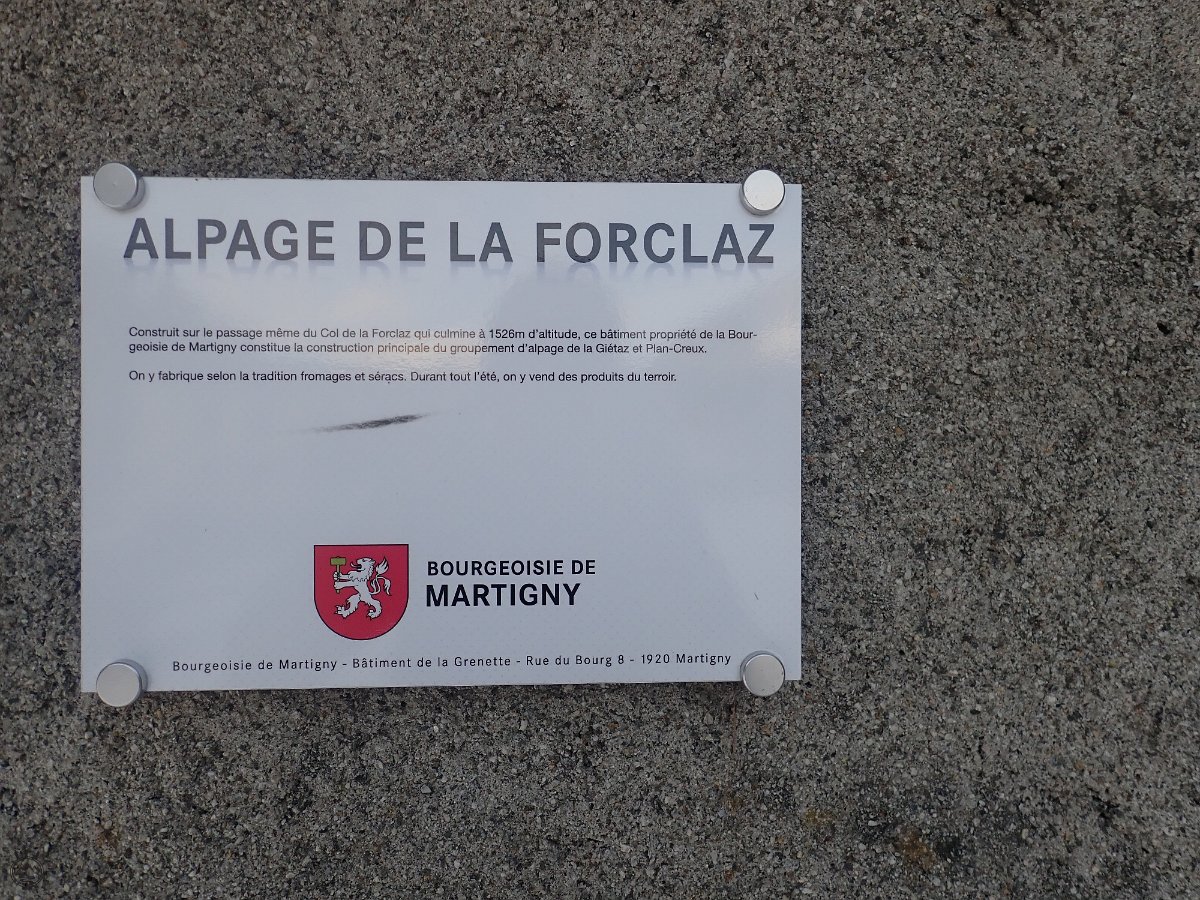 ALPAGE DE LA FORCLAZ
Construit sur le passage même du Col de la Forclaz qui culmine à 1526m d'altitude, ce bâtiment propriété de la Bour-
geoisie de Martigny constitue la construction principale du groupement d'alpage de la Giétaz et Plan-Creux.
On y fabrique selon la tradition fromages et séracs. Durant tout l'été, on y vend des produits du terroir.
BOURGEOISIE DE
MARTIGNY
Bourgeoisie de Martigny - Bâtiment de la Grenette - Rue du Bourg 8 - 1920 Martigny